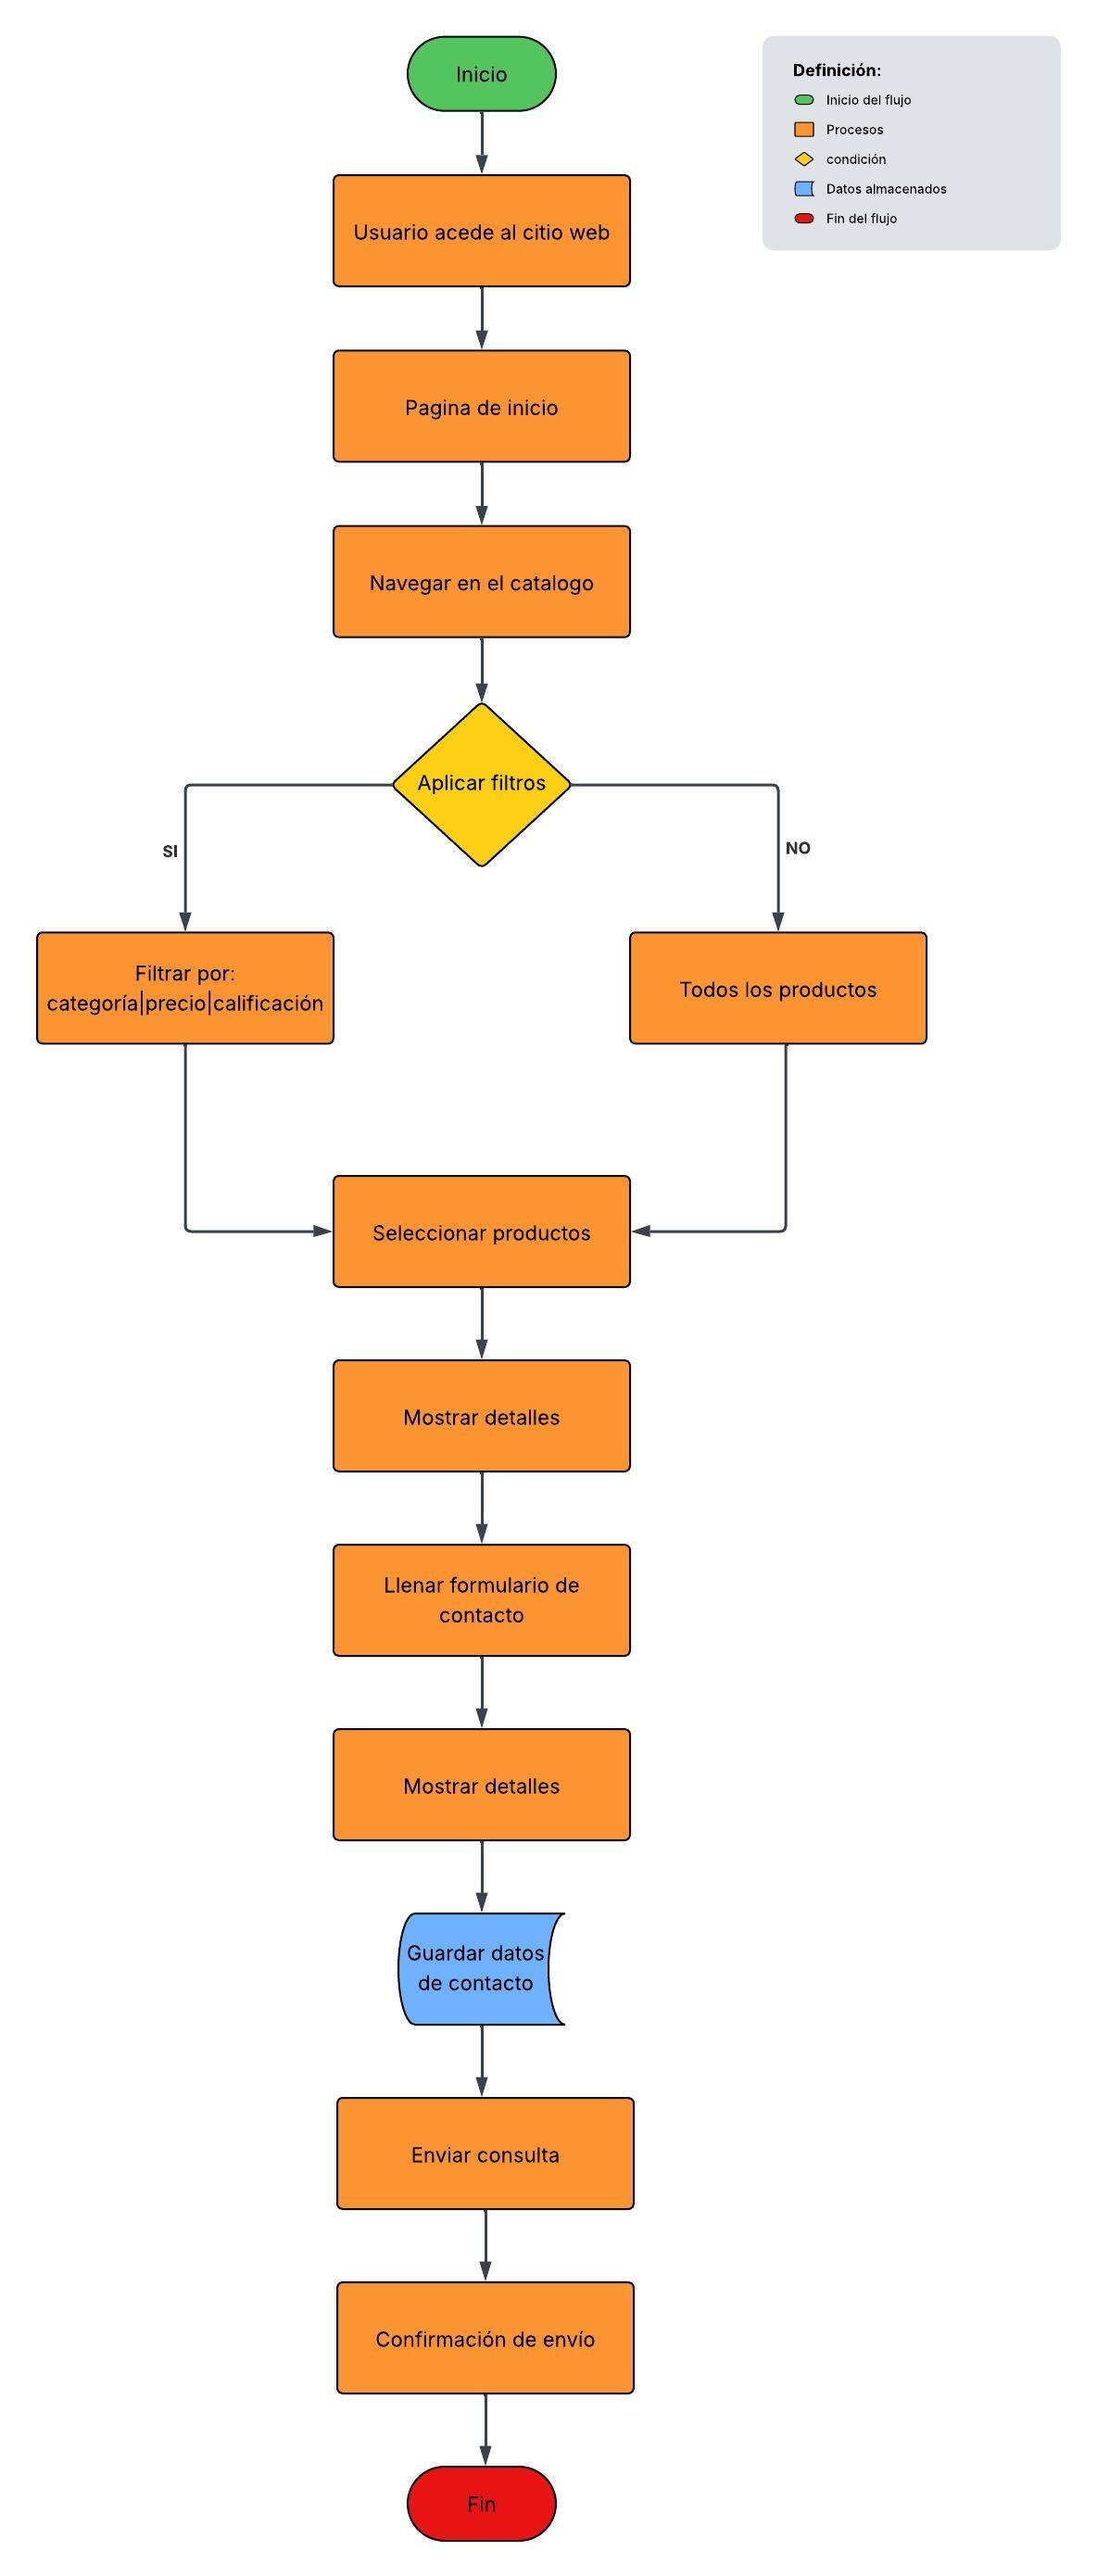 Inicio
Definición:
Inicio del flujo
Procesos
condición
Datos almacenados
Fin del flujo
Usuario acede al citio web
Pagina de inicio
Navegar en el catalogo
Aplicar filtros
SI
NO
Filtrar por:
categoría|precio|calificación
Todos los productos
Seleccionar productos
Mostrar detalles
Llenar formulario de
contacto
Mostrar detalles
Guardar datos
de contacto
Enviar consulta
Confirmación de envío
Fin